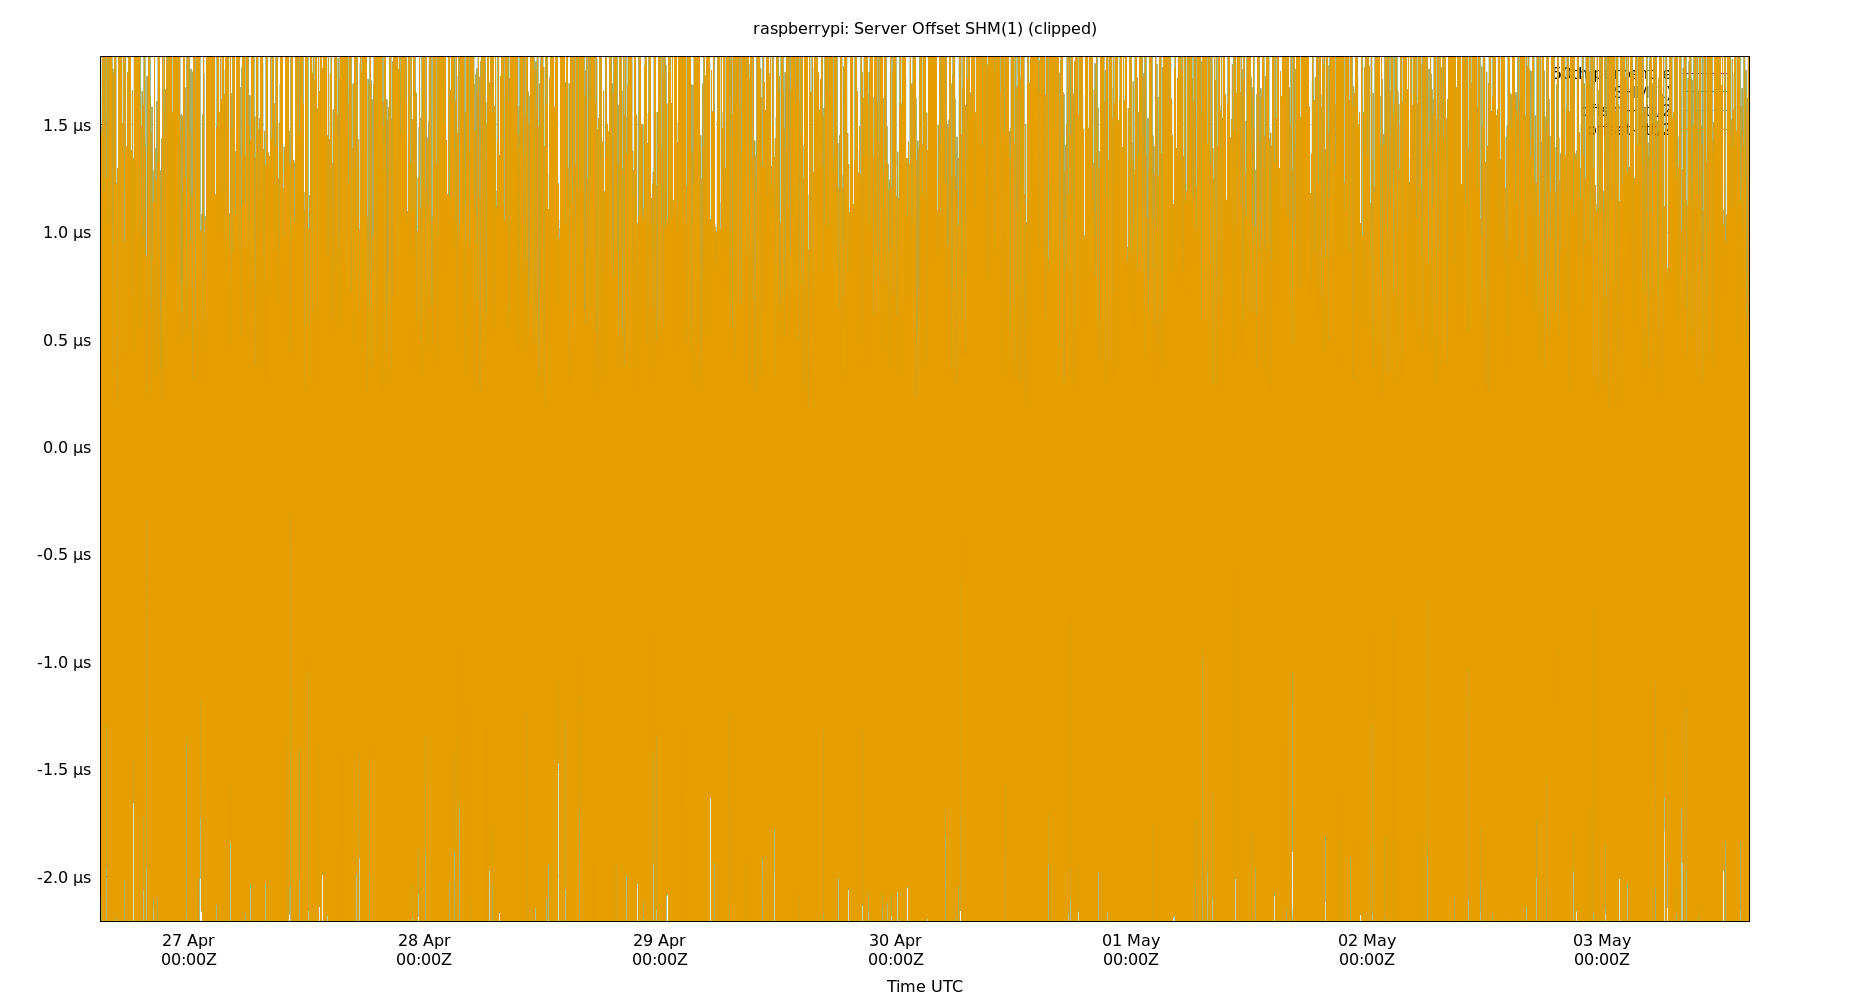 raspberrypi: Server Offset SHM(1) (clipped)
1.5 µs
1.0 µs
0.5 µs
0.0 µs
-0.5 µs
-1.0 µs
-1.5 µs
-2.0 µs
27 Apr
00:00Z
28 Apr
00:00Z
29 Apr
00:00Z
30 Apr
00:00Z
01 May
00:00Z
02 May
00:00Z
03 May
00:00Z
Time UTC